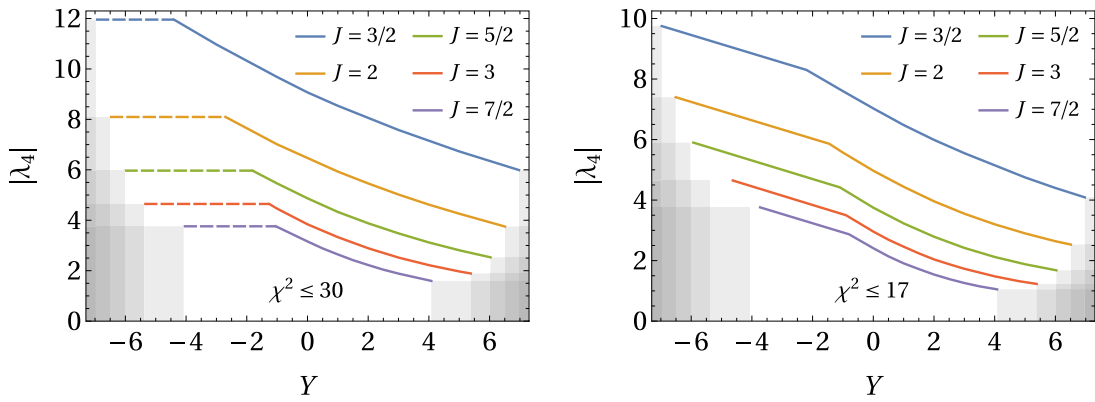 12
10
8
6
4
2
0
|λ₄|
J = 3/2
J = 5/2
J = 2
J = 3
J = 7/2
χ² ≤ 30
−6 −4 −2 0 2 4 6
Y
10
8
6
4
2
0
|λ₄|
J = 3/2
J = 5/2
J = 2
J = 3
J = 7/2
χ² ≤ 17
−6 −4 −2 0 2 4 6
Y